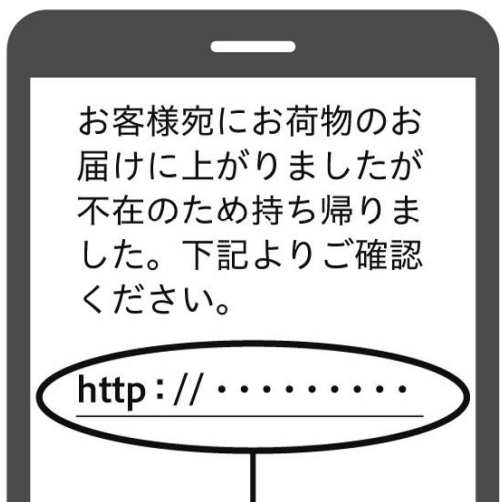 お客様宛にお荷物のお
届けに上がりましたが
不在のため持ち帰りま
した。下記よりご確認
ください。
http://・・・・・・・・・